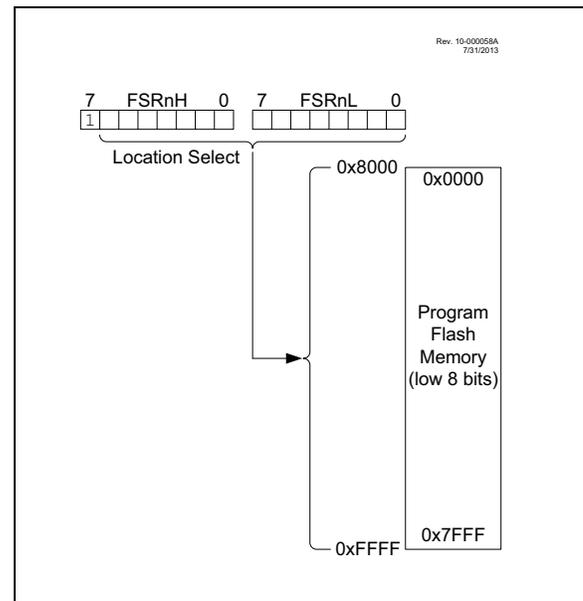 Rev. 10-000058A
7/31/2013
7 FSRnH 0 7 FSRnL 0
1
Location Select
0x8000
0x0000
Program
Flash
Memory
(low 8 bits)
0x7FFF
0xFFFF